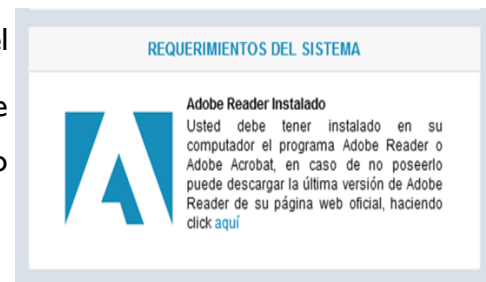 REQUERIMIENTOS DEL SISTEMA
Adobe Reader Instalado
Usted debe tener instalado en su
computador el programa Adobe Reader o
Adobe Acrobat, en caso de no poseerlo
puede descargar la última versión de Adobe
Reader de su página web oficial, haciendo
click aquí